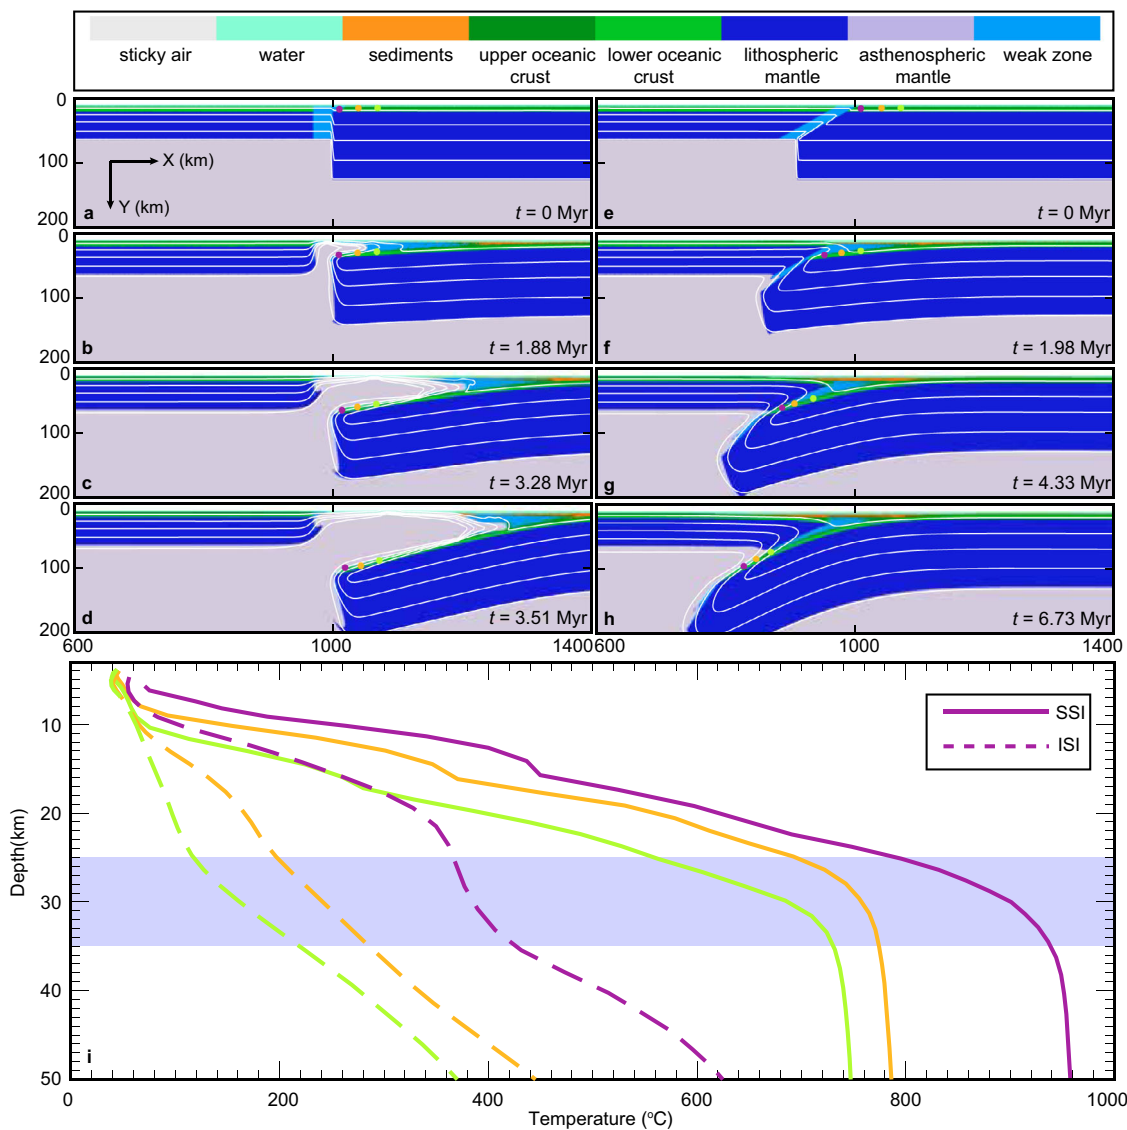 sticky air
water
sediments
upper oceanic crust
lower oceanic crust
lithospheric mantle
asthenospheric mantle
weak zone
0
100
200
X (km)
Y (km)
a
t = 0 Myr
e
t = 0 Myr
0
100
200
b
t = 1.88 Myr
f
t = 1.98 Myr
0
100
200
c
t = 3.28 Myr
g
t = 4.33 Myr
0
100
200
d
t = 3.51 Myr
h
t = 6.73 Myr
600
1000
1400
600
1000
1400
SSI
ISI
10
20
30
40
50
Depth(km)
i
0
200
400
600
800
1000
Temperature (°C)